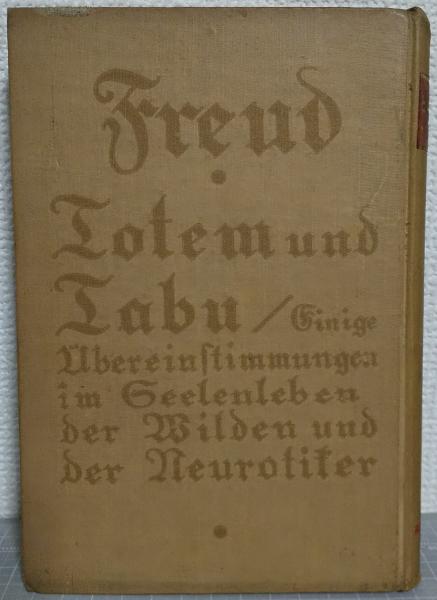 Freud
Totem und
Tabu / Einige
Übereinſtimmungen
im Seelenleben
der Wilden und
der Neurotiker